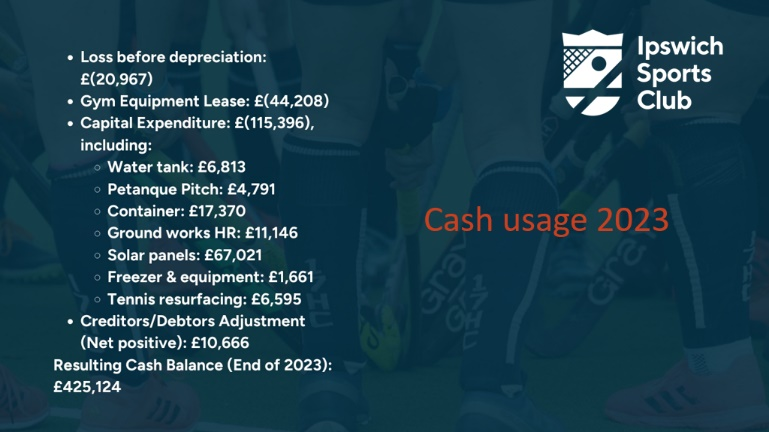 Ipswich
Sports
Club
• Loss before depreciation:
£(20,967)
• Gym Equipment Lease: £(44,208)
• Capital Expenditure: £(115,396),
including:
○ Water tank: £6,813
○ Petanque Pitch: £4,791
○ Container: £17,370
○ Ground works HR: £11,146
○ Solar panels: £67,021
○ Freezer & equipment: £1,661
○ Tennis resurfacing: £6,595
• Creditors/Debtors Adjustment
(Net positive): £10,666
Resulting Cash Balance (End of 2023):
£425,124
Cash usage 2023